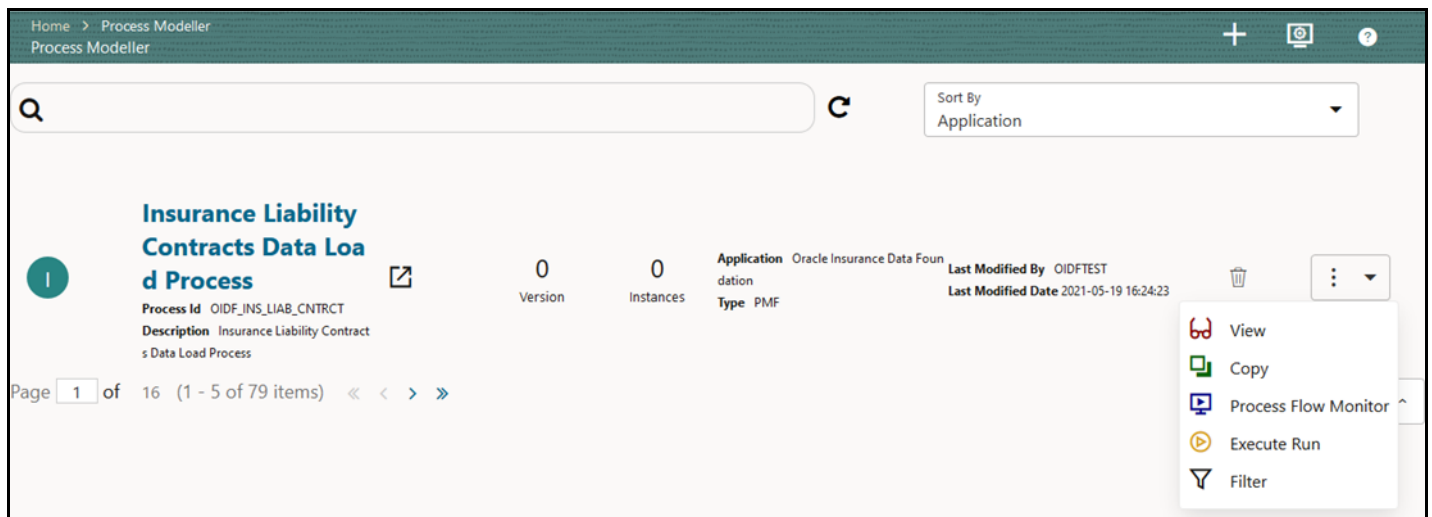 Home > Process Modeller
Process Modeller
?
Sort By
Application
Insurance Liability
Contracts Data Loa
d Process
I
Process Id OIDF_INS_LIAB_CNTRCT
Description Insurance Liability Contract
s Data Load Process
0
Version
0
Instances
Application Oracle Insurance Data Foun
dation
Type PMF
Last Modified By OIDFTEST
Last Modified Date 2021-05-19 16:24:23
View
Copy
Process Flow Monitor
Execute Run
Filter
Page 1 of 16 (1 - 5 of 79 items) « < > »